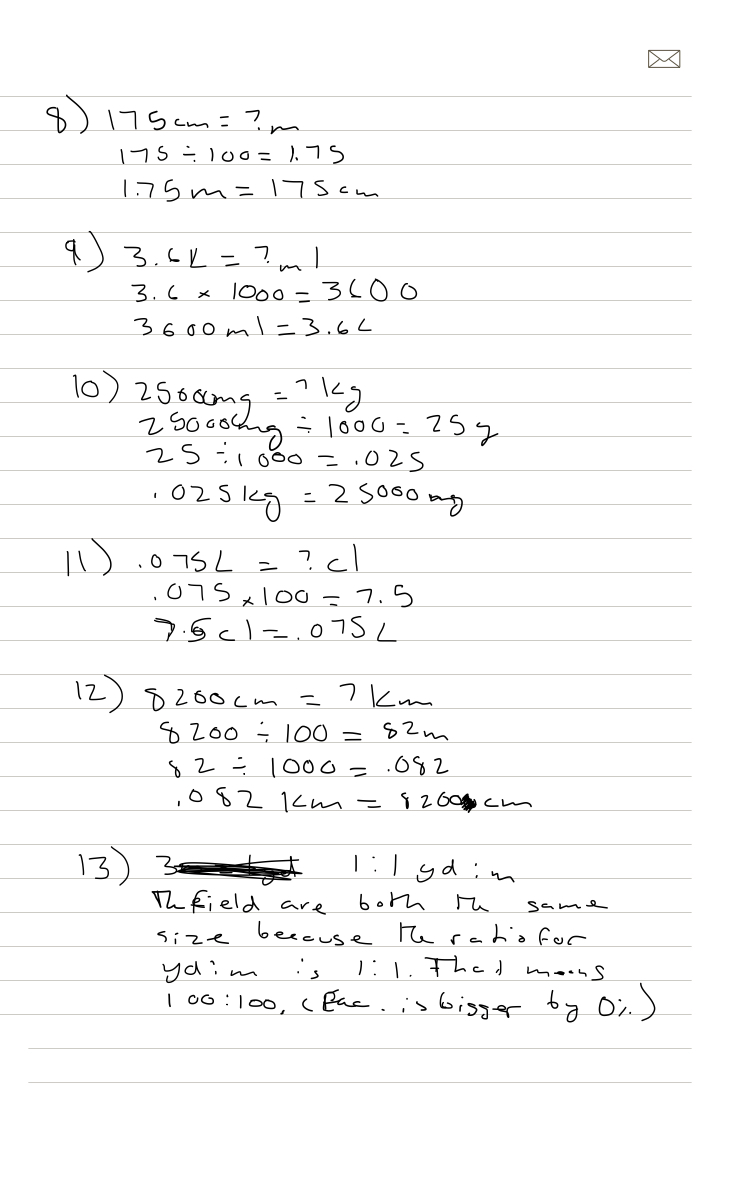 8) 175cm = ? m
175 ÷ 100 = 1.75
1.75m = 175cm
9) 3.6L = ? ml
3.6 × 1000 = 3600
3600ml = 3.6L
10) 25000mg = ? kg
25000mg ÷ 1000 = 25g
25 ÷ 1000 = .025
.025kg = 25000mg
11) .075L = ? cl
.075 × 100 = 7.5
7.5cl = .075L
12) 8200cm = ? Km
8200 ÷ 100 = 82m
82 ÷ 1000 = .082
.082 Km = 8200 cm
13) 1:1 yd:m
The field are both the same
size because the ratio for
yd:m is 1:1. That means
100:100, ( . is bigger by 0%)